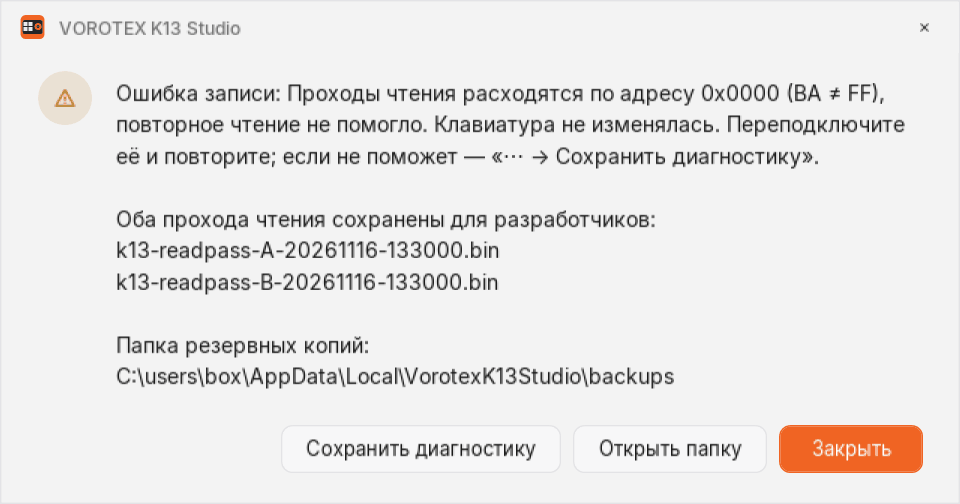 VOROTEX K13 Studio
Ошибка записи: Проходы чтения расходятся по адресу 0x0000 (BA ≠ FF),
повторное чтение не помогло. Клавиатура не изменялась. Переподключите
её и повторите; если не поможет — «··· → Сохранить диагностику».
Оба прохода чтения сохранены для разработчиков:
k13-readpass-A-20261116-133000.bin
k13-readpass-B-20261116-133000.bin
Папка резервных копий:
C:\users\box\AppData\Local\VorotexK13Studio\backups
Сохранить диагностику
Открыть папку
Закрыть